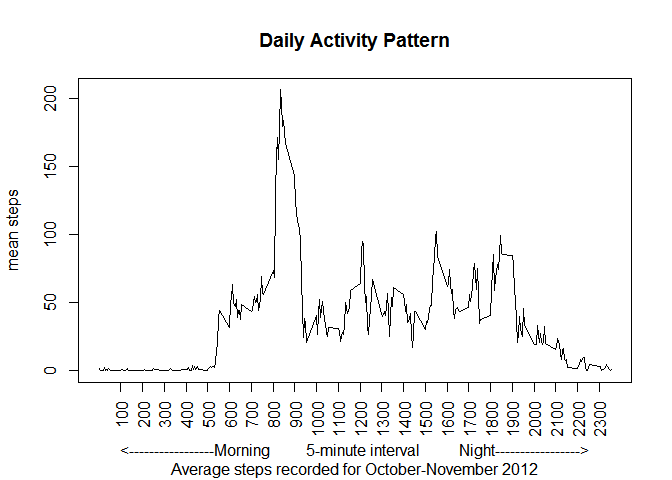 Daily Activity Pattern
mean steps
200
150
100
50
0
100 200 300 400 500 600 700 800 900 1000 1100 1200 1300 1400 1500 1600 1700 1800 1900 2000 2100 2200 2300
<-----------------Morning 5-minute interval Night----------------->
Average steps recorded for October-November 2012